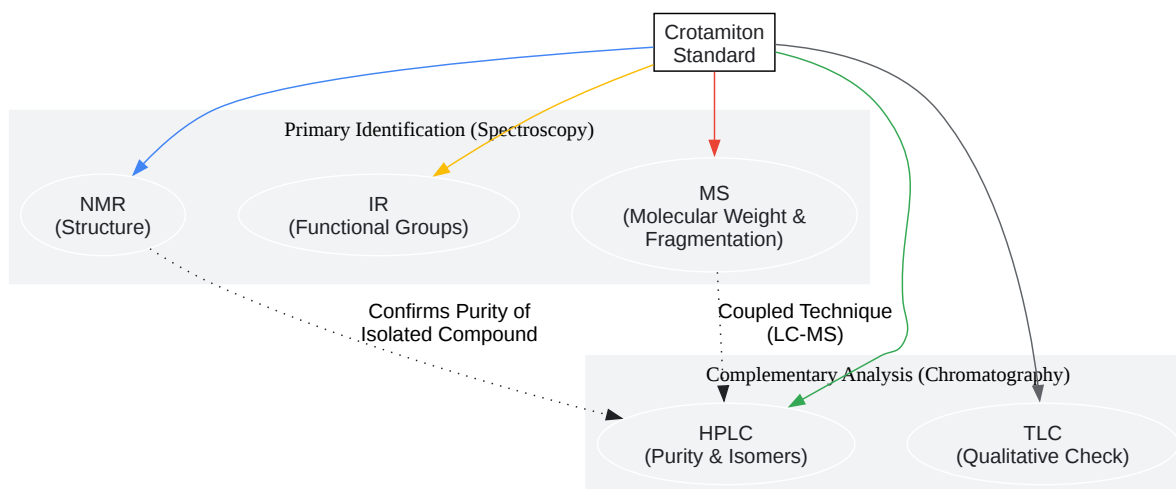 Crotamiton
Standard
Primary Identification (Spectroscopy)
NMR
(Structure)
IR
(Functional Groups)
MS
(Molecular Weight &
Fragmentation)
Confirms Purity of
Isolated Compound
Coupled Technique
(LC-MS)
Complementary Analysis (Chromatography)
HPLC
(Purity & Isomers)
TLC
(Qualitative Check)